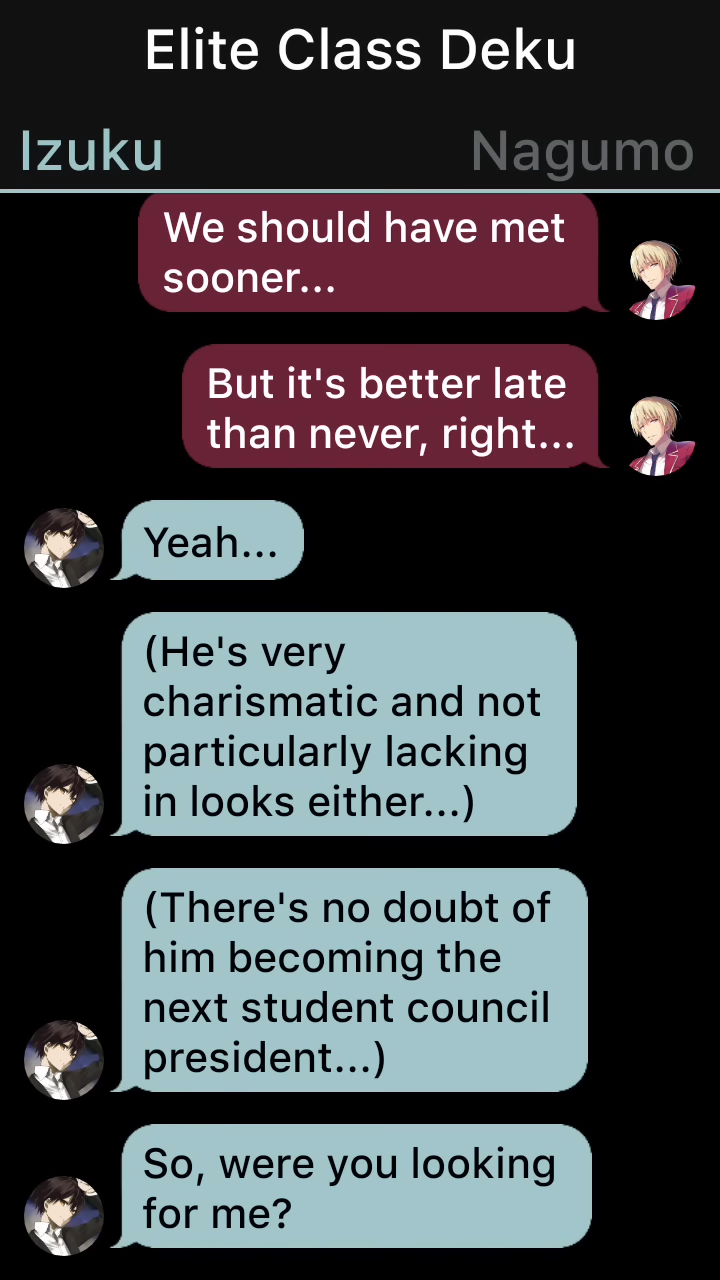 Elite Class Deku
Izuku
Nagumo
We should have met
sooner...
But it's better late
than never, right...
Yeah...
(He's very
charismatic and not
particularly lacking
in looks either...)
(There's no doubt of
him becoming the
next student council
president...)
So, were you looking
for me?